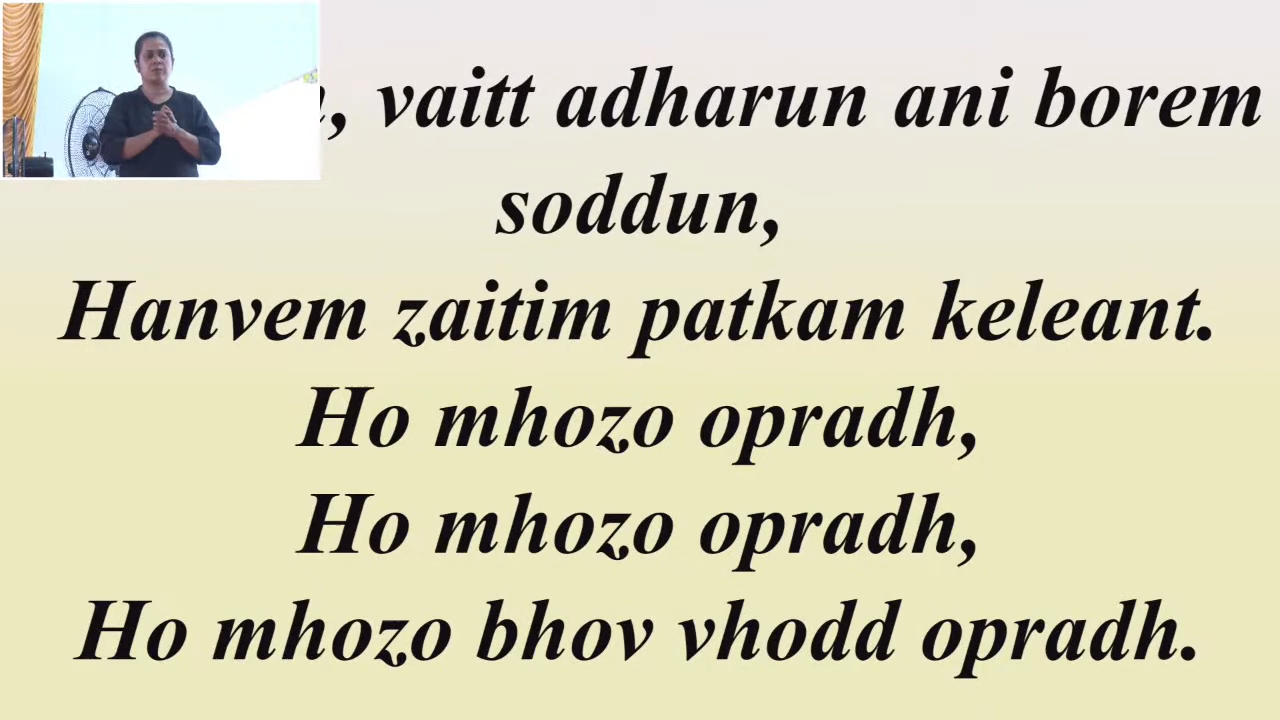 , vaitt adharun ani borem
soddun,
Hanvem zaitim patkam keleant.
Ho mhozo opradh,
Ho mhozo opradh,
Ho mhozo bhov vhodd opradh.